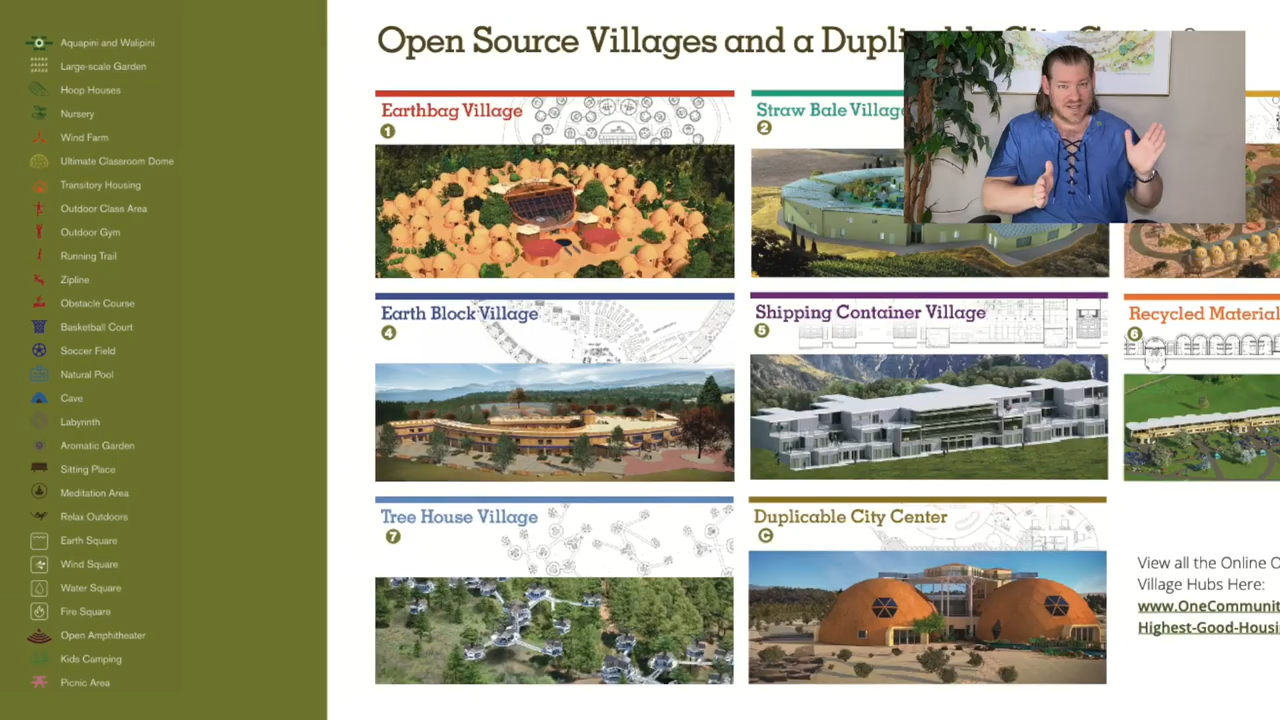 Aquapini and Walipini
Large-scale Garden
Hoop Houses
Nursery
Wind Farm
Ultimate Classroom Dome
Transitory Housing
Outdoor Class Area
Outdoor Gym
Running Trail
Zipline
Obstacle Course
Basketball Court
Soccer Field
Natural Pool
Cave
Labyrinth
Aromatic Garden
Sitting Place
Meditation Area
Relax Outdoors
Earth Square
Wind Square
Water Square
Fire Square
Open Amphitheater
Kids Camping
Picnic Area
Open Source Villages and a
Earthbag Village
1
Straw Bale Village
2
Earth Block Village
4
Shipping Container Village
5
Recycled Material
6
Tree House Village
7
Duplicable City Center
C
View all the Online O
Village Hubs Here:
www.OneCommunit
Highest-Good-Housi